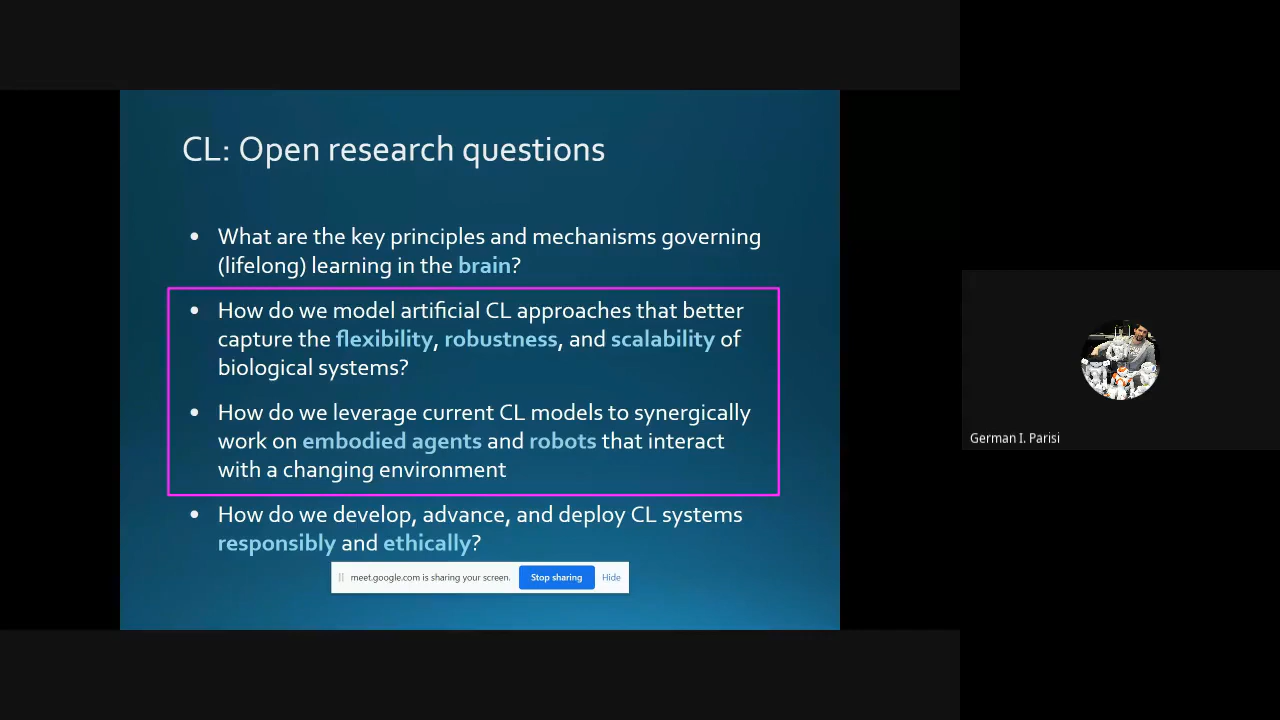 CL: Open research questions
• What are the key principles and mechanisms governing
(lifelong) learning in the brain?
• How do we model artificial CL approaches that better
capture the flexibility, robustness, and scalability of
biological systems?
• How do we leverage current CL models to synergically
work on embodied agents and robots that interact
with a changing environment
• How do we develop, advance, and deploy CL systems
responsibly and ethically?
meet.google.com is sharing your screen. Stop sharing Hide
German I. Parisi